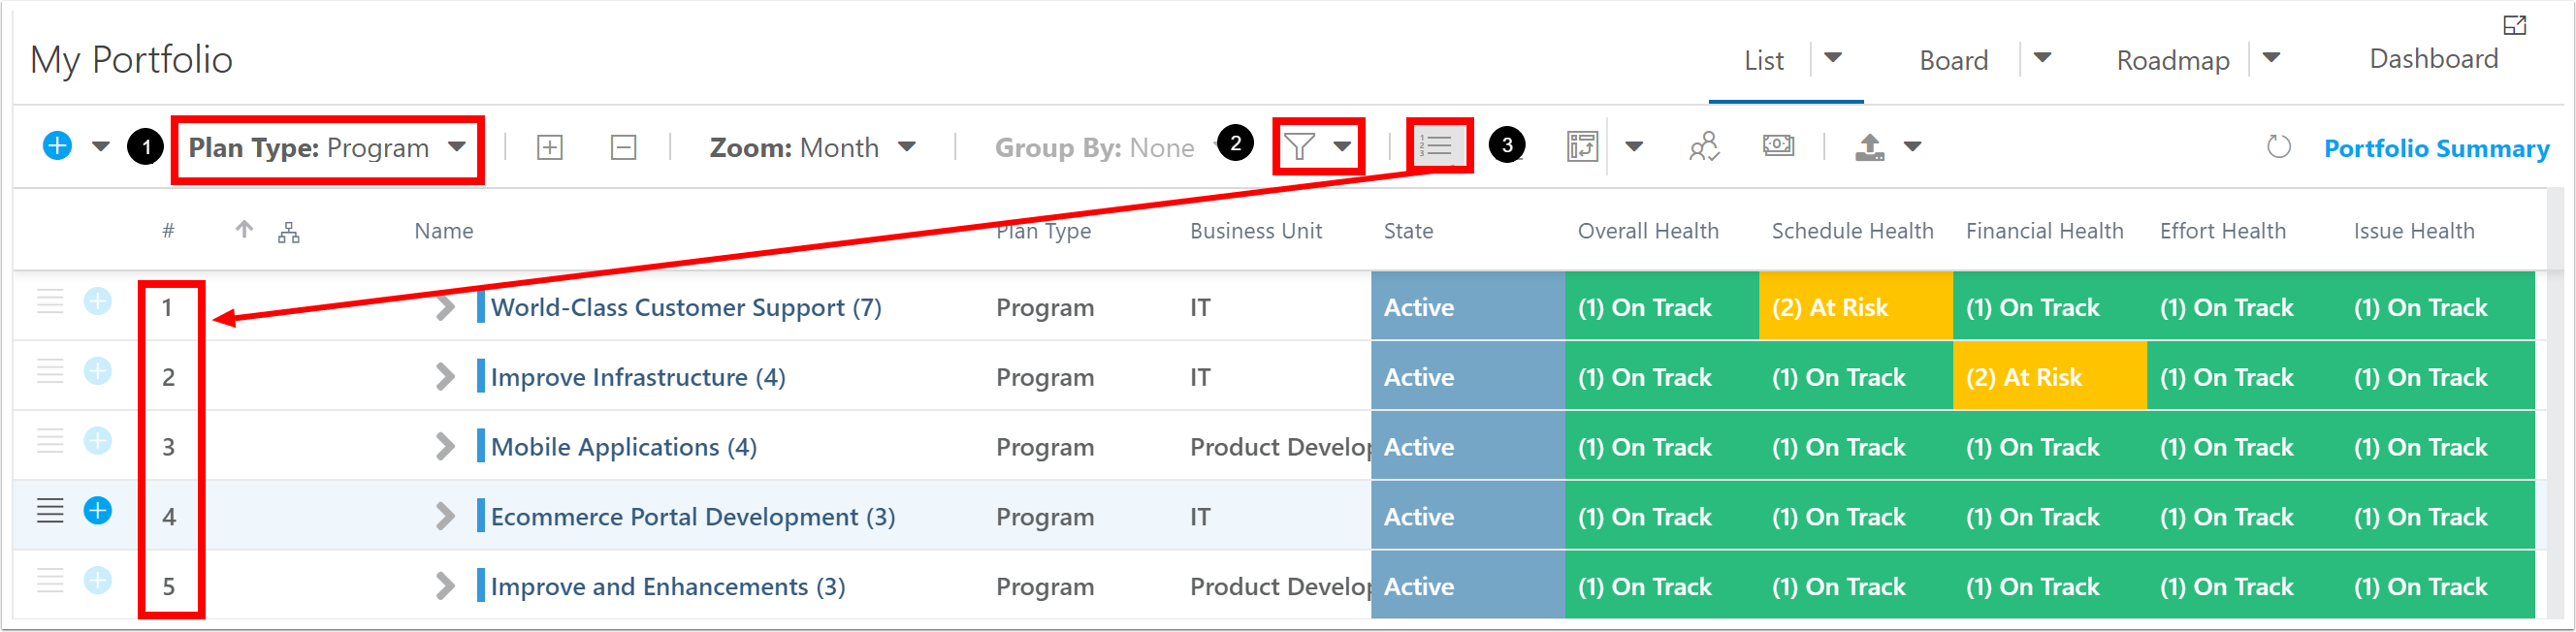 My Portfolio
List Board Roadmap Dashboard
1 Plan Type: Program Zoom: Month Group By: None 2 3 Portfolio Summary
# Name Plan Type Business Unit State Overall Health Schedule Health Financial Health Effort Health Issue Health
1 World-Class Customer Support (7) Program IT Active (1) On Track (2) At Risk (1) On Track (1) On Track (1) On Track
2 Improve Infrastructure (4) Program IT Active (1) On Track (1) On Track (2) At Risk (1) On Track (1) On Track
3 Mobile Applications (4) Program Product Develop Active (1) On Track (1) On Track (1) On Track (1) On Track (1) On Track
4 Ecommerce Portal Development (3) Program IT Active (1) On Track (1) On Track (1) On Track (1) On Track (1) On Track
5 Improve and Enhancements (3) Program Product Develop Active (1) On Track (1) On Track (1) On Track (1) On Track (1) On Track